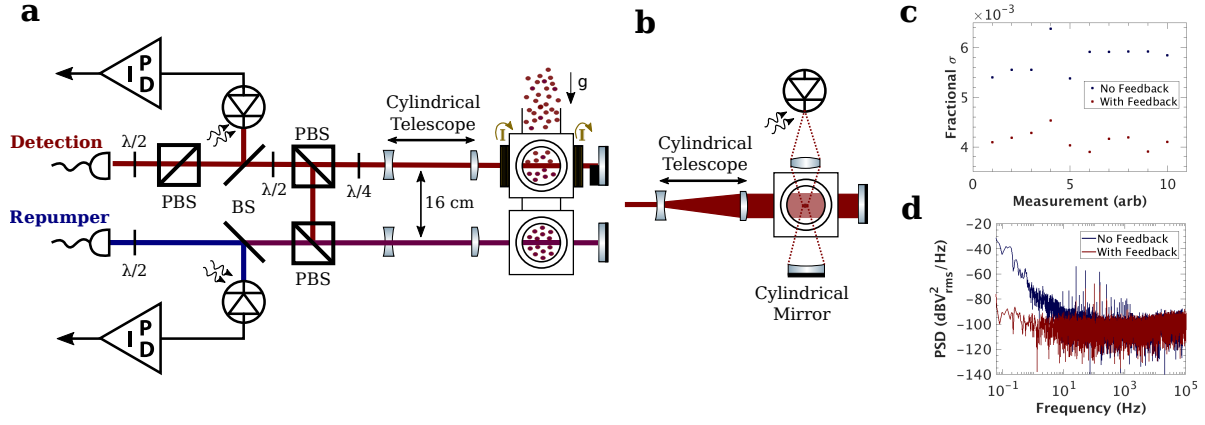 a
P
I
D
Detection
λ/2
PBS
BS
λ/2
PBS
λ/4
Cylindrical
Telescope
I
I
g
16 cm
Repumper
λ/2
PBS
P
I
D
b
Cylindrical
Telescope
Cylindrical
Mirror
c
×10⁻³
Fractional σ
6
5
4
No Feedback
With Feedback
0
5
10
Measurement (arb)
d
PSD (dBV²rms/Hz)
−20
−40
−60
−80
−100
−120
−140
No Feedback
With Feedback
10⁻¹
10¹
10³
10⁵
Frequency (Hz)